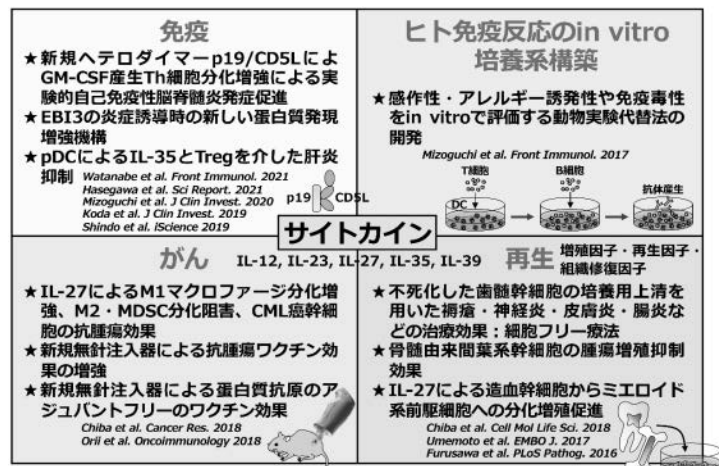 免疫
★新規ヘテロダイマーp19/CD5Lによ
GM-CSF産生Th細胞分化増強による実
験的自己免疫性脳脊髄炎発症促進
★EBI3の炎症誘導時の新しい蛋白質発現
増強機構
★pDCによるIL-35とTregを介した肝炎
抑制
Watanabe et al. Front Immunol. 2021
Hasegawa et al. Sci Report. 2021
Mizoguchi et al. J Clin Invest. 2020
Koda et al. J Clin Invest. 2019
Shindo et al. iScience 2019
p19
CD5L
ヒト免疫反応のin vitro
培養系構築
★感作性・アレルギー誘発性や免疫毒性
をin vitroで評価する動物実験代替法の
開発
Mizoguchi et al. Front Immunol. 2017
T細胞
B細胞
抗体産生
DC
サイトカイン
IL-12, IL-23, IL-27, IL-35, IL-39
がん
★IL-27によるM1マクロファージ分化増
強、M2・MDSC分化阻害、CML癌幹細
胞の抗腫瘍効果
★新規無針注入器による抗腫瘍ワクチン効
果の増強
★新規無針注入器による蛋白質抗原のア
ジュバントフリーのワクチン効果
Chiba et al. Cancer Res. 2018
Orii et al. Oncoimmunology 2018
再生
増殖因子・再生因子・
組織修復因子
★不死化した歯髄幹細胞の培養用上清を
用いた褥瘡・神経炎・皮膚炎・腸炎な
どの治療効果：細胞フリー療法
★骨髄由来間葉系幹細胞の腫瘍増殖抑制
効果
★IL-27による造血幹細胞からミエロイド
系前駆細胞への分化増殖促進
Chiba et al. Cell Mol Life Sci. 2018
Umemoto et al. EMBO J. 2017
Furusawa et al. PLoS Pathog. 2016